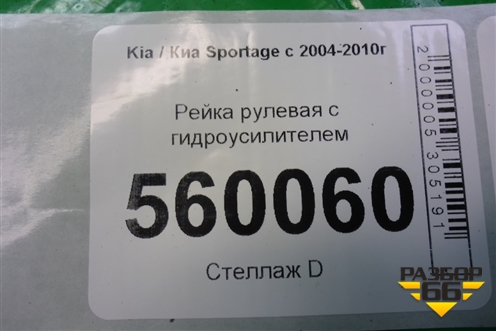 Kia / Киа Sportage с 2004-2010г
Рейка рулевая с
гидроусилителем
560060
Стеллаж D
2000005305191
РАЗБОР
66